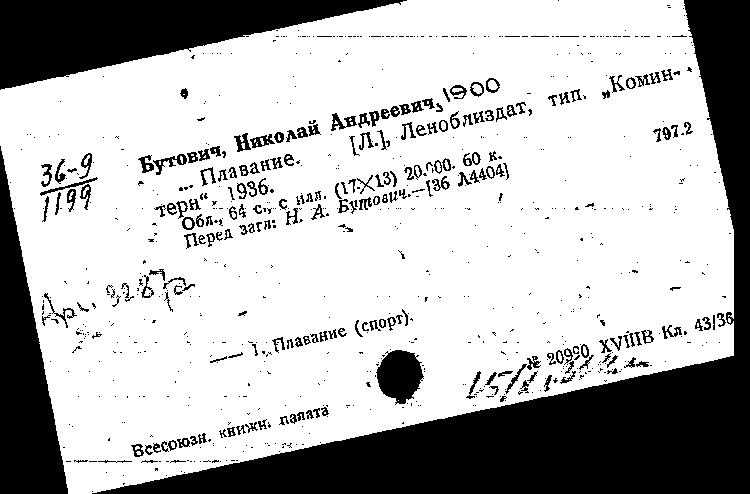 36-9
1199
Бутович, Николай Андреевич, 1900
... Плавание. [Л.], Леноблиздат, тип. „Комин-
терн“, 1936. 797.2
Обл., 64 с., с илл. (17×13) 20.000. 60 к.
Перед загл: Н. А. Бутович.—[36 Л4404]
Арх.
— 1. Плавание (спорт).
№ 20990 XVIIIВ Кл. 43/36
Всесоюзн. книжн. палата